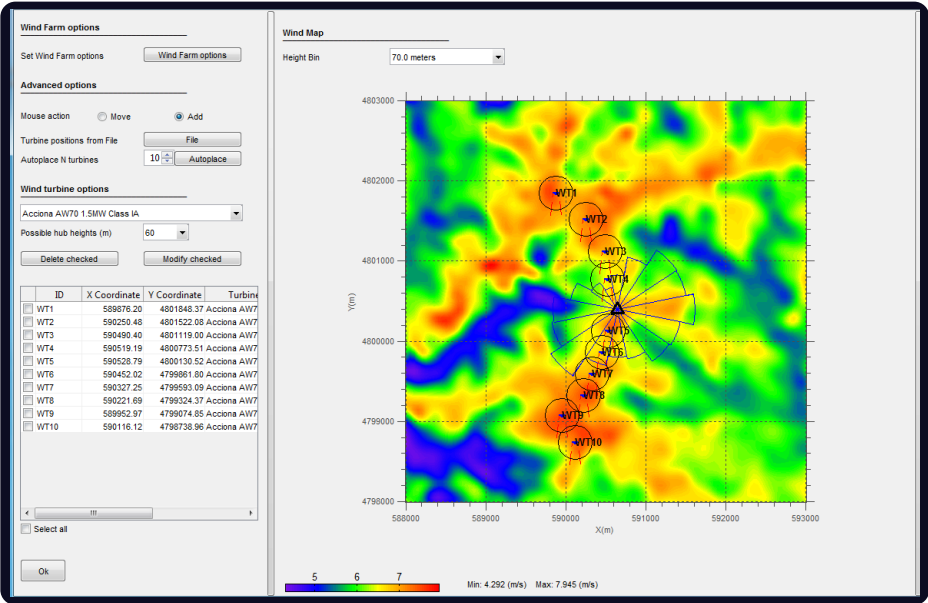 Wind Farm options
Set Wind Farm options Wind Farm options
Advanced options
Mouse action Move Add
Turbine positions from File File
Autoplace N turbines 10 Autoplace
Wind turbine options
Acciona AW70 1.5MW Class IA
Possible hub heights (m) 60
Delete checked Modify checked
ID X Coordinate Y Coordinate Turbine
WT1 589876.20 4801848.37 Acciona AW7
WT2 590250.48 4801522.08 Acciona AW7
WT3 590490.40 4801119.00 Acciona AW7
WT4 590519.19 4800773.51 Acciona AW7
WT5 590528.79 4800130.52 Acciona AW7
WT6 590452.02 4799861.80 Acciona AW7
WT7 590327.25 4799593.09 Acciona AW7
WT8 590221.69 4799324.37 Acciona AW7
WT9 589952.97 4799074.85 Acciona AW7
WT10 590116.12 4798738.96 Acciona AW7
Select all
Ok
Wind Map
Height Bin 70.0 meters
4803000
4802000
4801000
4800000
4799000
4798000
Y(m)
WT1
WT2
WT3
WT4
WT5
WT6
WT7
WT8
WT9
WT10
588000 589000 590000 591000 592000 593000
X(m)
5 6 7
Min: 4.292 (m/s) Max: 7.945 (m/s)